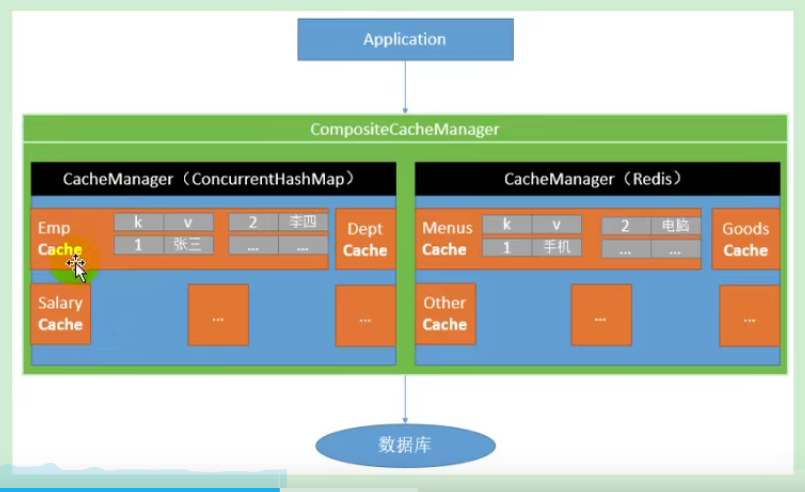 Application
CompositeCacheManager
CacheManager（ConcurrentHashMap）
Emp
Cache
k v
1 张三
2 李四
... ...
Dept
Cache
Salary
Cache
...
...
CacheManager（Redis）
Menus
Cache
k v
1 手机
2 电脑
... ...
Goods
Cache
Other
Cache
...
...
数据库